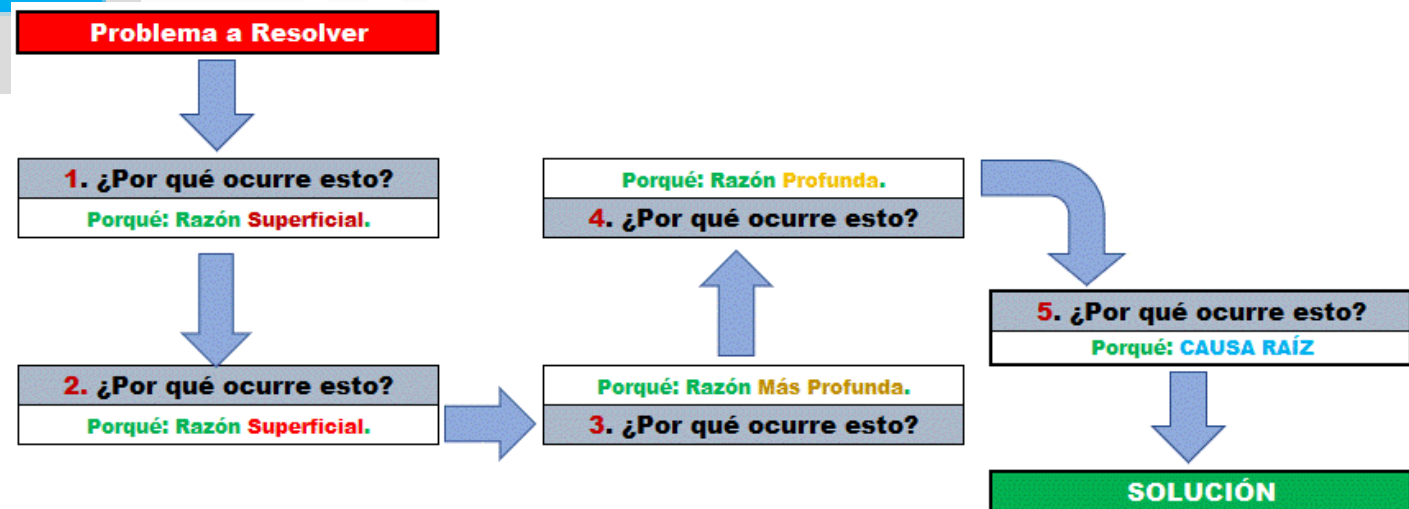 Problema a Resolver
1. ¿Por qué ocurre esto?
Porqué: Razón Superficial.
2. ¿Por qué ocurre esto?
Porqué: Razón Superficial.
Porqué: Razón Más Profunda.
3. ¿Por qué ocurre esto?
Porqué: Razón Profunda.
4. ¿Por qué ocurre esto?
5. ¿Por qué ocurre esto?
Porqué: CAUSA RAÍZ
SOLUCIÓN